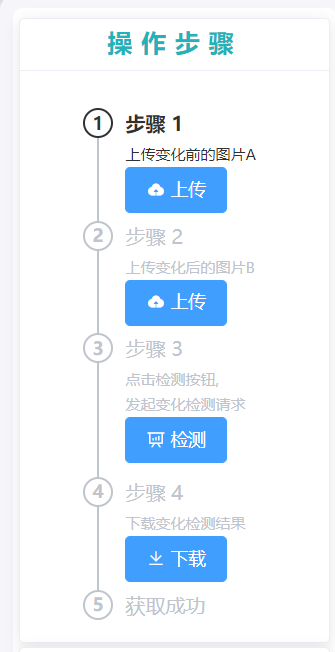 操作步骤
1 步骤 1
上传变化前的图片A
上传
2 步骤 2
上传变化后的图片B
上传
3 步骤 3
点击检测按钮,
发起变化检测请求
检测
4 步骤 4
下载变化检测结果
下载
5 获取成功